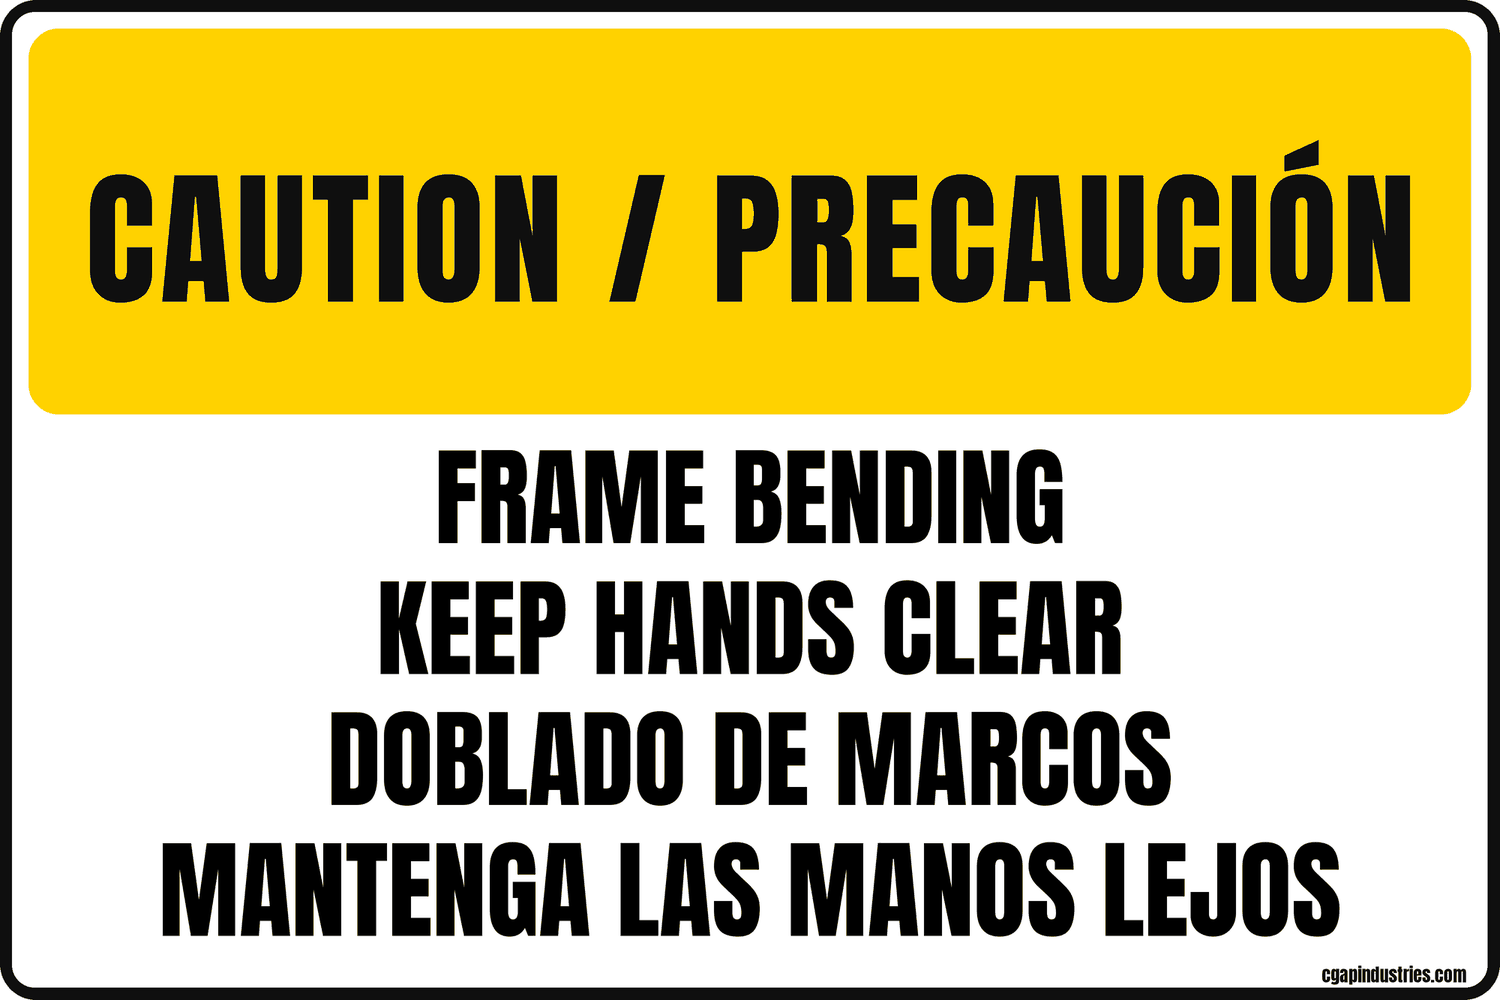 CAUTION / PRECAUCIÓN
FRAME BENDING
KEEP HANDS CLEAR
DOBLADO DE MARCOS
MANTENGA LAS MANOS LEJOS
cgapindustries.com